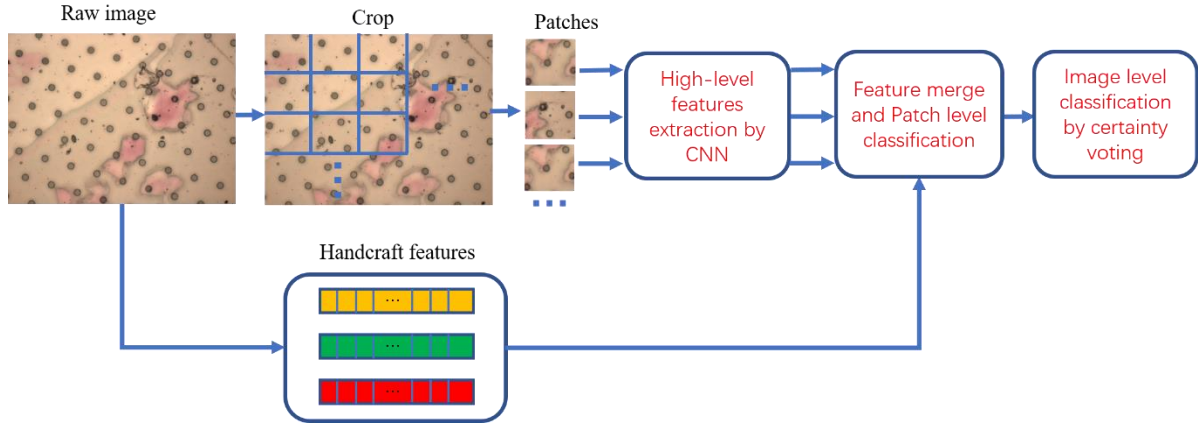 Raw image
Crop
Patches
High-level
features
extraction by
CNN
Feature merge
and Patch level
classification
Image level
classification
by certainty
voting
Handcraft features
...
...
...